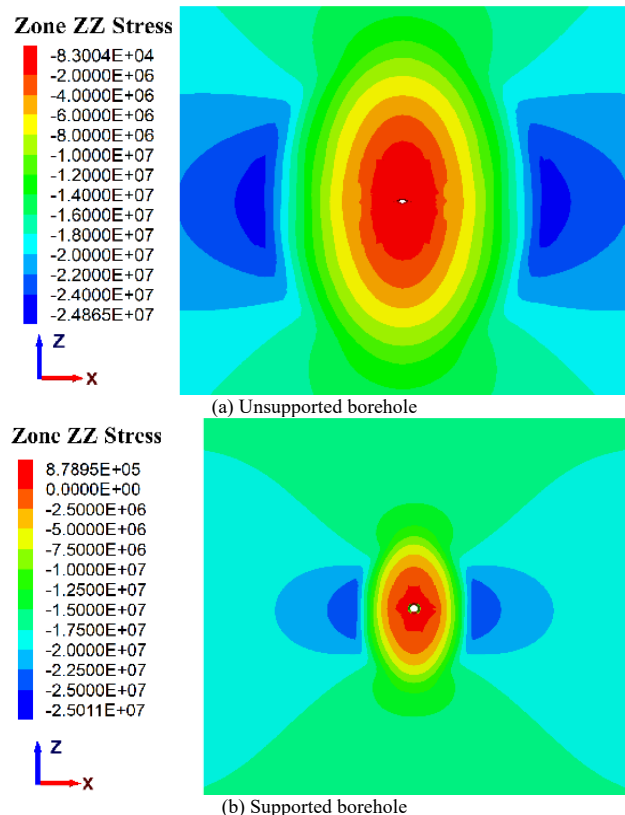 Zone ZZ Stress
-8.3004E+04
-2.0000E+06
-4.0000E+06
-6.0000E+06
-8.0000E+06
-1.0000E+07
-1.2000E+07
-1.4000E+07
-1.6000E+07
-1.8000E+07
-2.0000E+07
-2.2000E+07
-2.4000E+07
-2.4865E+07
Z
X
(a) Unsupported borehole
Zone ZZ Stress
8.7895E+05
0.0000E+00
-2.5000E+06
-5.0000E+06
-7.5000E+06
-1.0000E+07
-1.2500E+07
-1.5000E+07
-1.7500E+07
-2.0000E+07
-2.2500E+07
-2.5000E+07
-2.5011E+07
Z
X
(b) Supported borehole